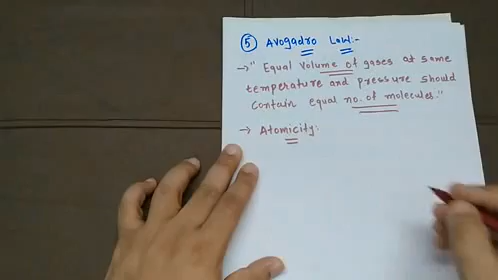 ⑤ Avogadro Law:-
→" Equal Volume of gases at same
temperature and pressure should
contain equal no. of molecules."
→ Atomicity: